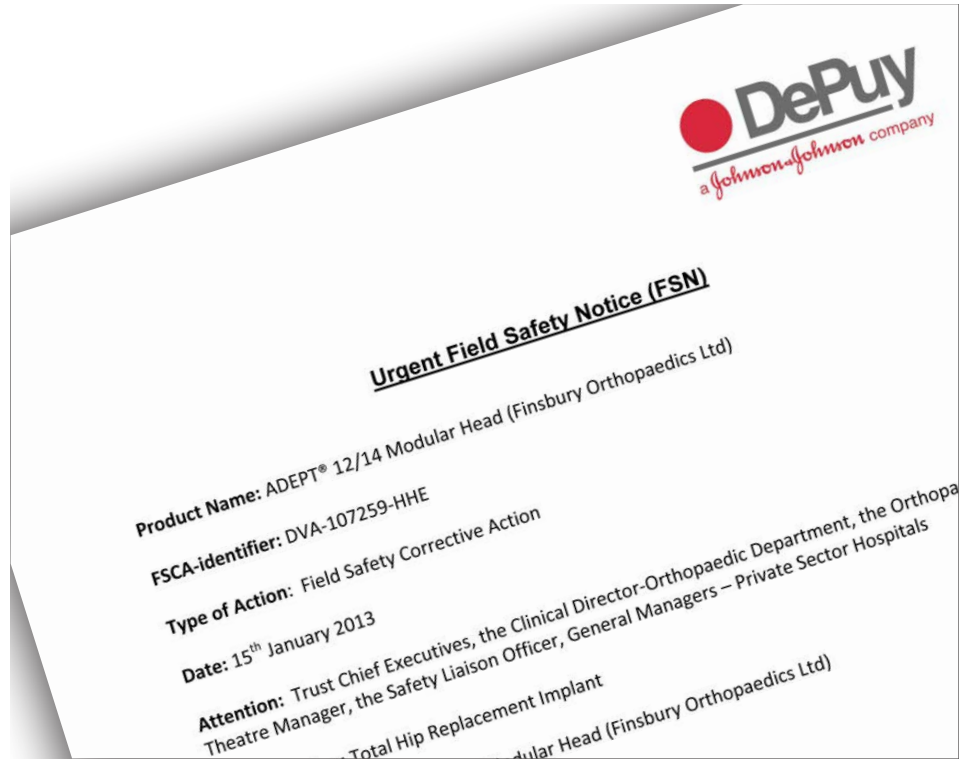 DePuy
a Johnson & Johnson company
Urgent Field Safety Notice (FSN)
Product Name: ADEPT® 12/14 Modular Head (Finsbury Orthopaedics Ltd)
FSCA-identifier: DVA-107259-HHE
Type of Action: Field Safety Corrective Action
Date: 15th January 2013
Attention: Trust Chief Executives, the Clinical Director-Orthopaedic Department, the Orthopa
Theatre Manager, the Safety Liaison Officer, General Managers – Private Sector Hospitals
Total Hip Replacement Implant
dular Head (Finsbury Orthopaedics Ltd)